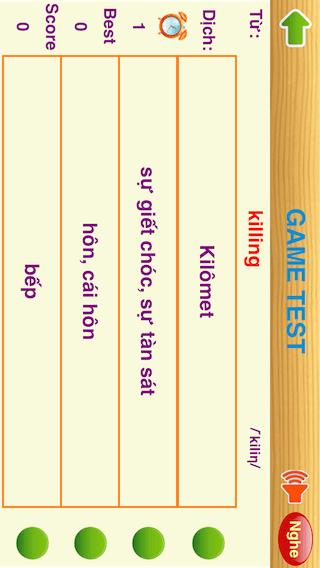 GAME TEST
Nghe
Từ:
killing
/ˈkiliη/
Dịch:
1
Best
0
Score
0
Kilômet
sự giết chóc, sự tàn sát
hôn, cái hôn
bếp